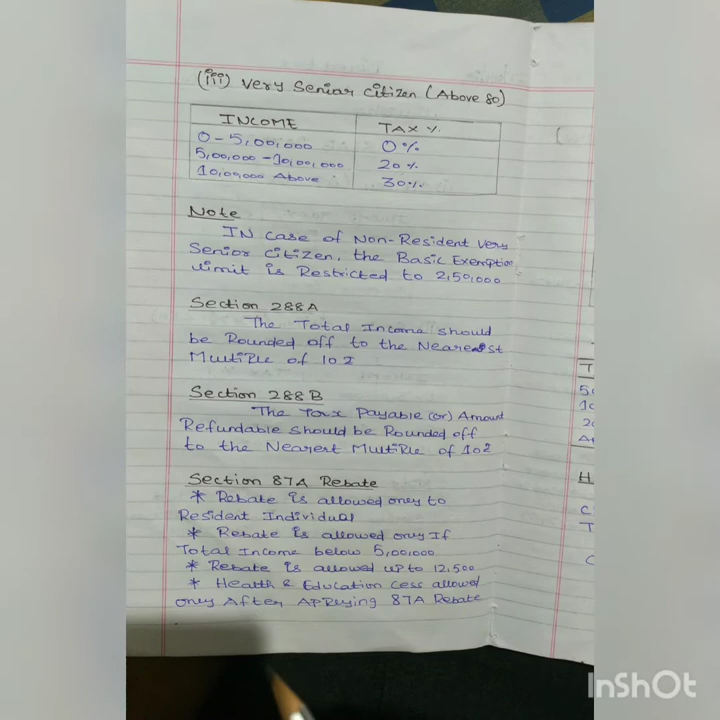 (iii) Very Senior Citizen (Above 80)
INCOME TAX %
0 - 5,00,000 0%
5,00,000 - 10,00,000 20%
10,00,000 Above 30%
Note
IN case of Non-Resident Very
Senior Citizen, the Basic Exemption
limit is Restricted to 2,50,000
Section 288A
The Total Income should
be Rounded off to the Nearest
Multiple of 10₹
Section 288B
The Tax Payable (or) Amount
Refundable should be Rounded off
to the Nearest Multiple of 10₹
Section 87A Rebate
* Rebate is allowed only to
Resident Individual
* Rebate is allowed only If
Total Income below 5,00,000
* Rebate is allowed up to 12,500
* Health & Education Cess allowed
only After Applying 87A Rebate
InShOt